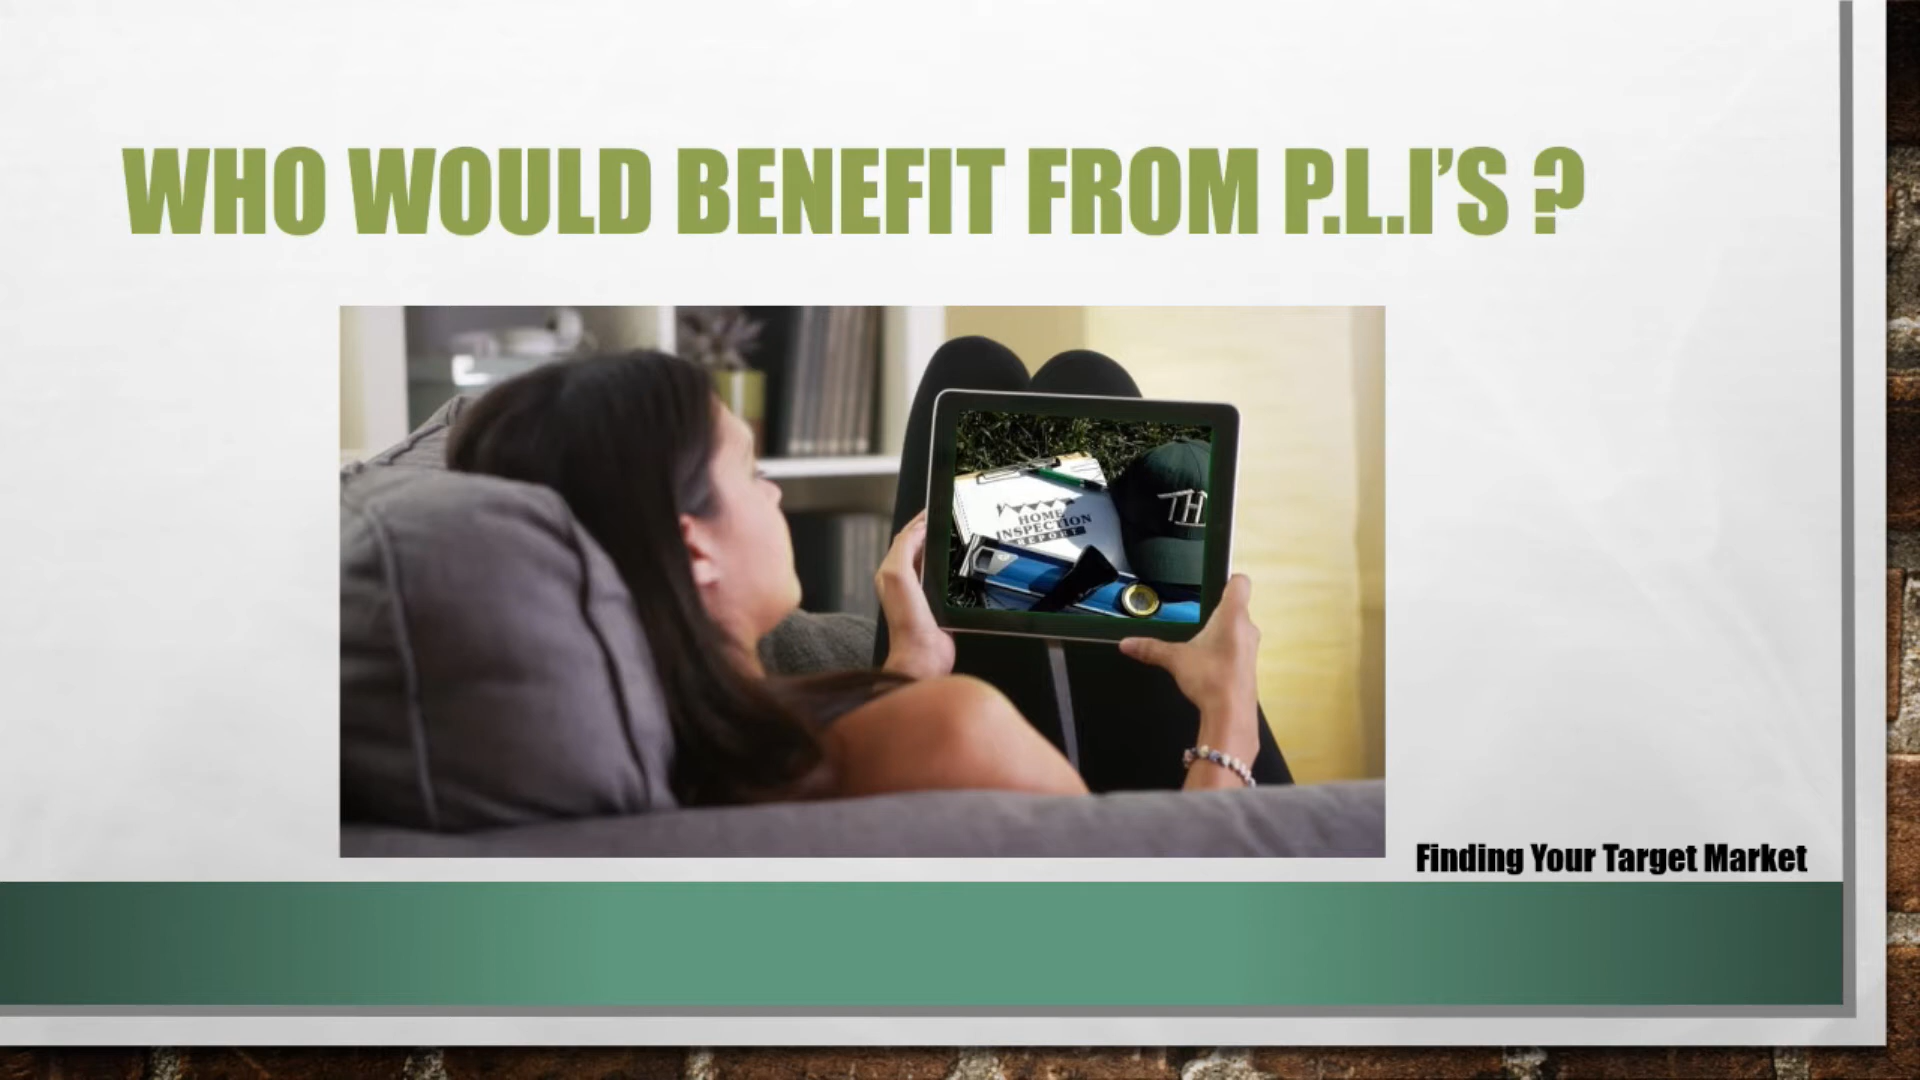 WHO WOULD BENEFIT FROM P.L.I’S ?
HOME
INSPECTION
REPORT
TH
Finding Your Target Market